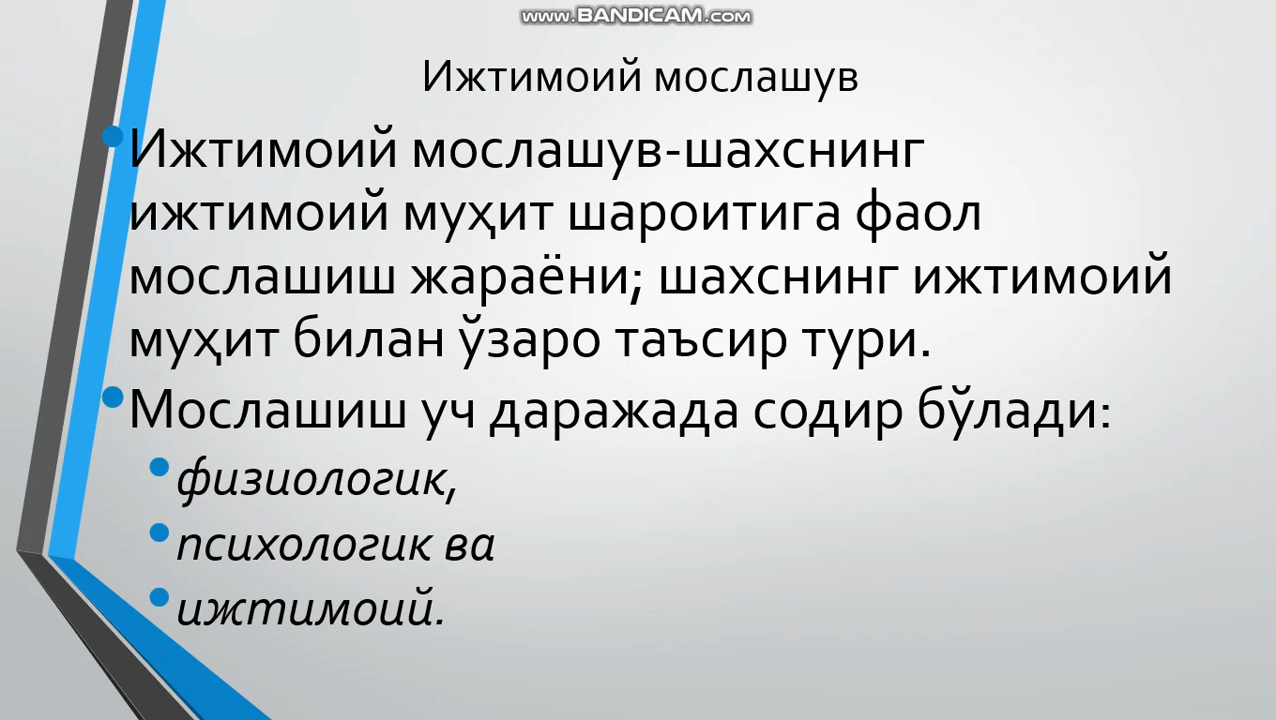 www.BANDICAM.com
Ижтимоий мослашув
Ижтимоий мослашув-шахснинг
ижтимоий муҳит шароитига фаол
мослашиш жараёни; шахснинг ижтимоий
муҳит билан ўзаро таъсир тури.
Мослашиш уч даражада содир бўлади:
физиологик,
психологик ва
ижтимоий.